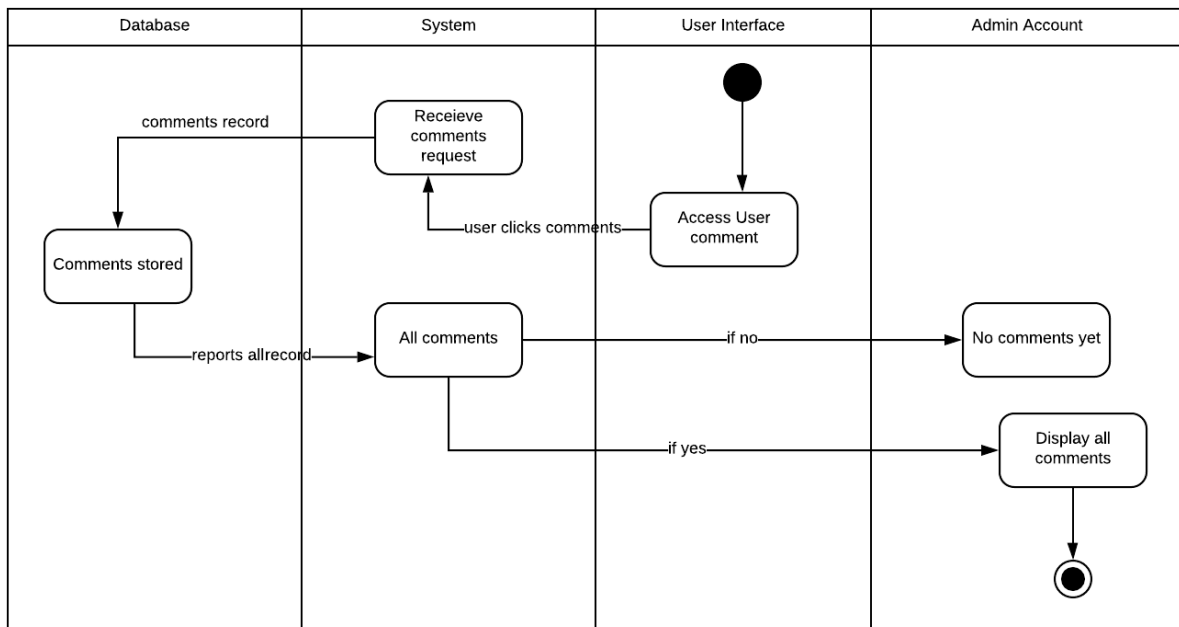 Database
System
User Interface
Admin Account
Receieve
comments
request
comments record
Access User
comment
user clicks comments
Comments stored
All comments
if no
No comments yet
reports allrecord
Display all
comments
if yes